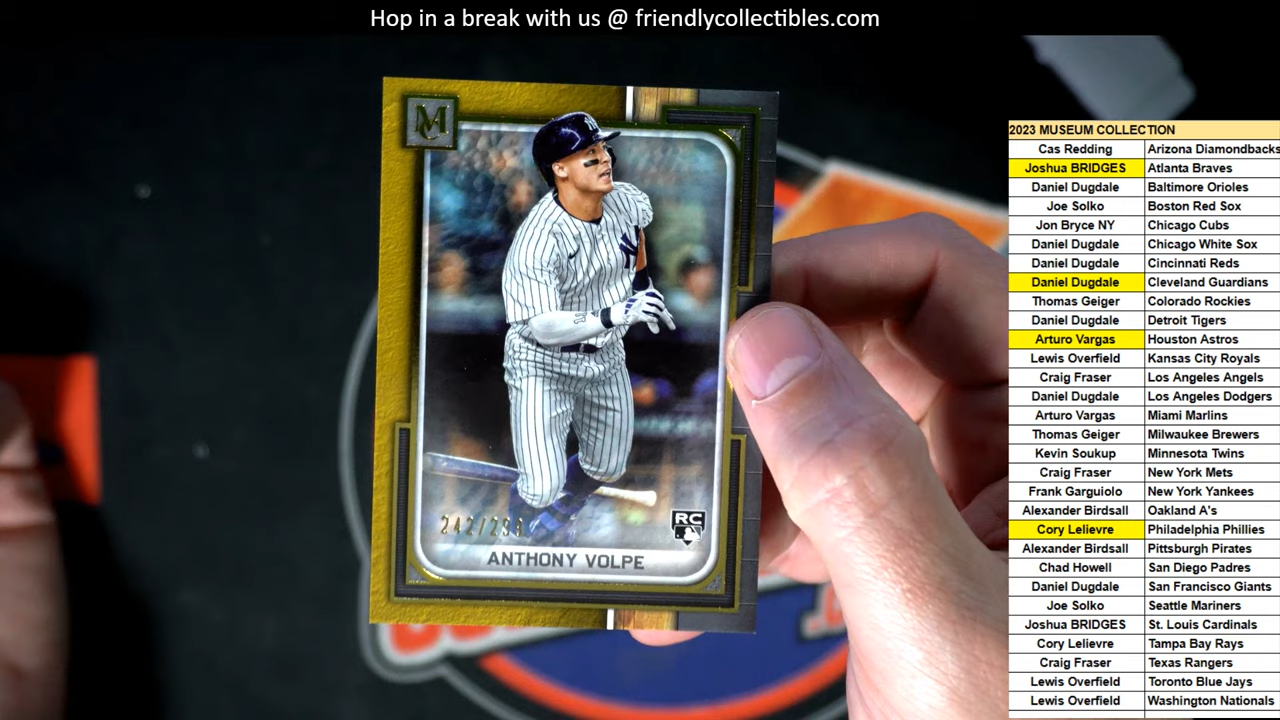 Hop in a break with us @ friendlycollectibles.com
M
242/299
RC
ANTHONY VOLPE
2023 MUSEUM COLLECTION
Cas Redding Arizona Diamondbacks
Joshua BRIDGES Atlanta Braves
Daniel Dugdale Baltimore Orioles
Joe Solko Boston Red Sox
Jon Bryce NY Chicago Cubs
Daniel Dugdale Chicago White Sox
Daniel Dugdale Cincinnati Reds
Daniel Dugdale Cleveland Guardians
Thomas Geiger Colorado Rockies
Daniel Dugdale Detroit Tigers
Arturo Vargas Houston Astros
Lewis Overfield Kansas City Royals
Craig Fraser Los Angeles Angels
Daniel Dugdale Los Angeles Dodgers
Arturo Vargas Miami Marlins
Thomas Geiger Milwaukee Brewers
Kevin Soukup Minnesota Twins
Craig Fraser New York Mets
Frank Garguiolo New York Yankees
Alexander Birdsall Oakland A's
Cory Lelievre Philadelphia Phillies
Alexander Birdsall Pittsburgh Pirates
Chad Howell San Diego Padres
Daniel Dugdale San Francisco Giants
Joe Solko Seattle Mariners
Joshua BRIDGES St. Louis Cardinals
Cory Lelievre Tampa Bay Rays
Craig Fraser Texas Rangers
Lewis Overfield Toronto Blue Jays
Lewis Overfield Washington Nationals